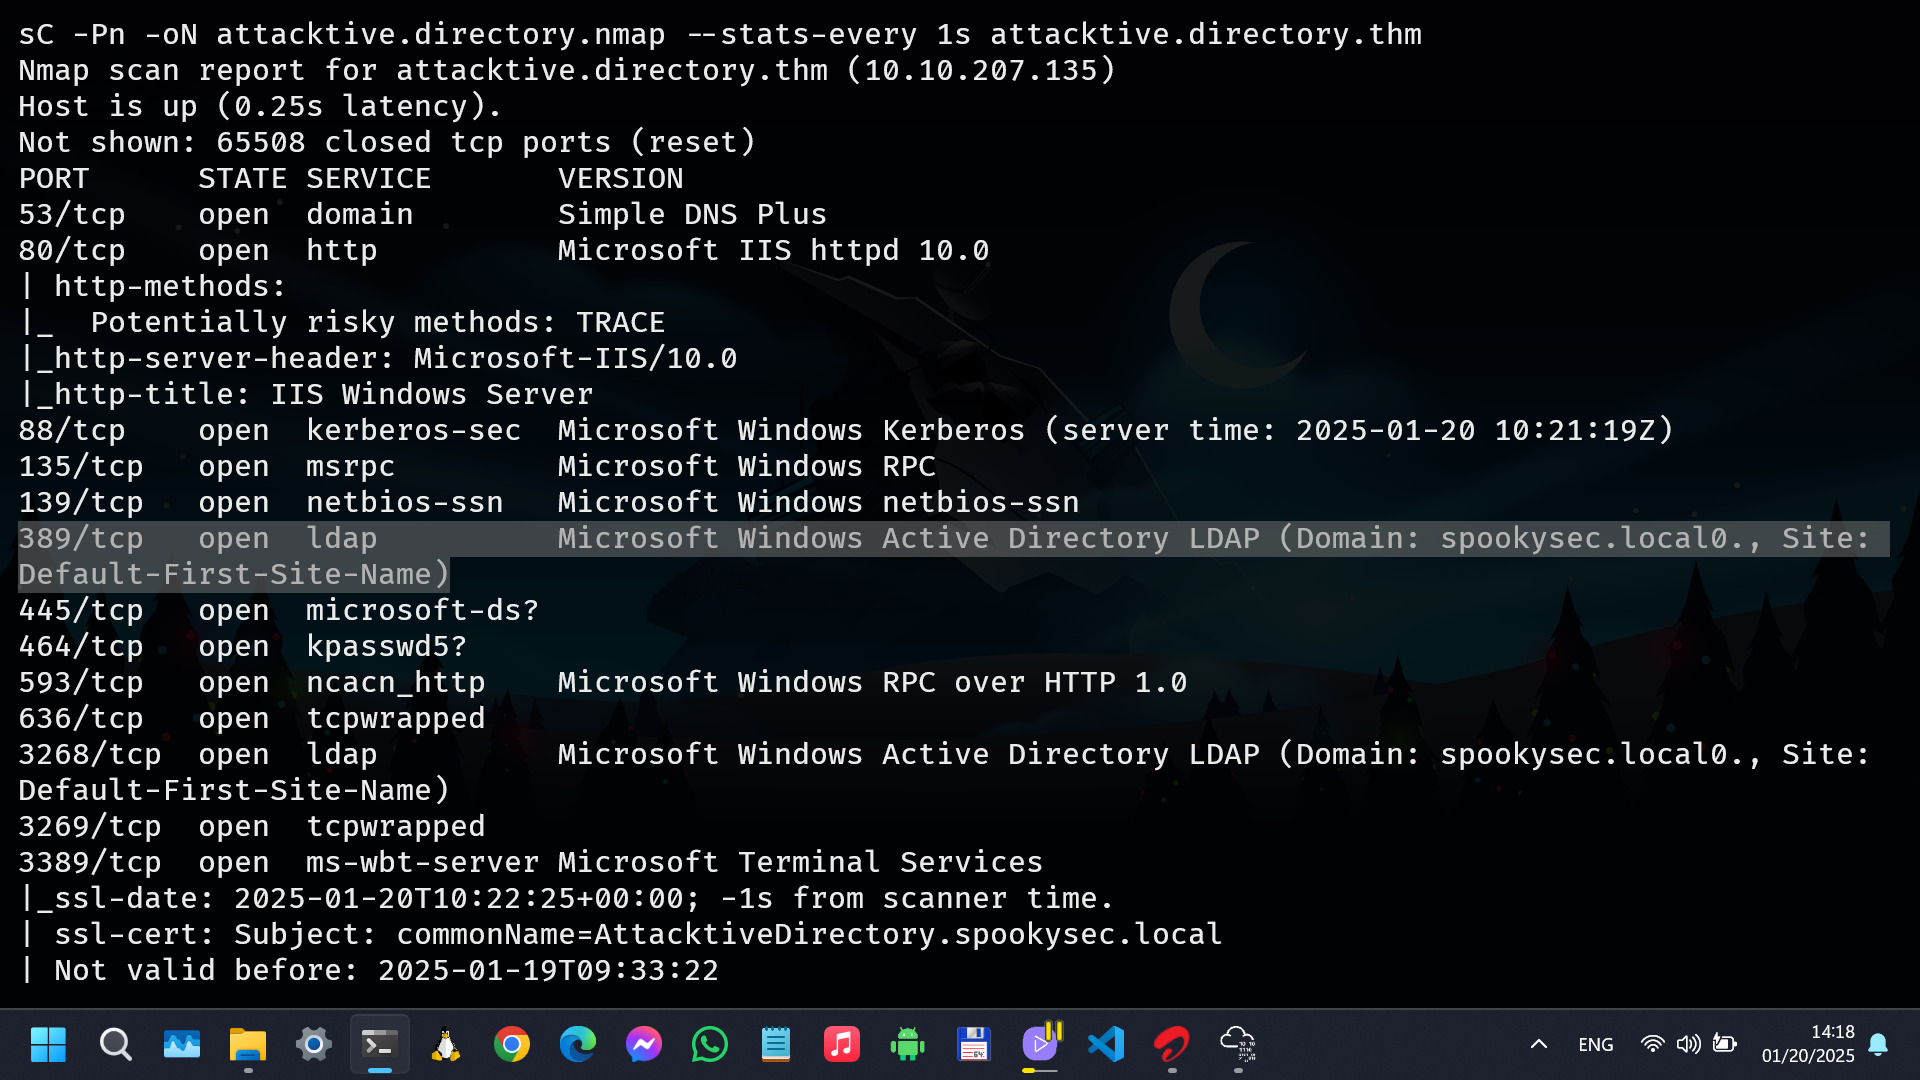 sC -Pn -oN attacktive.directory.nmap --stats-every 1s attacktive.directory.thm
Nmap scan report for attacktive.directory.thm (10.10.207.135)
Host is up (0.25s latency).
Not shown: 65508 closed tcp ports (reset)
PORT      STATE SERVICE       VERSION
53/tcp    open  domain        Simple DNS Plus
80/tcp    open  http          Microsoft IIS httpd 10.0
| http-methods:
|_  Potentially risky methods: TRACE
|_http-server-header: Microsoft-IIS/10.0
|_http-title: IIS Windows Server
88/tcp    open  kerberos-sec  Microsoft Windows Kerberos (server time: 2025-01-20 10:21:19Z)
135/tcp   open  msrpc         Microsoft Windows RPC
139/tcp   open  netbios-ssn   Microsoft Windows netbios-ssn
389/tcp   open  ldap          Microsoft Windows Active Directory LDAP (Domain: spookysec.local0., Site:
Default-First-Site-Name)
445/tcp   open  microsoft-ds?
464/tcp   open  kpasswd5?
593/tcp   open  ncacn_http    Microsoft Windows RPC over HTTP 1.0
636/tcp   open  tcpwrapped
3268/tcp  open  ldap          Microsoft Windows Active Directory LDAP (Domain: spookysec.local0., Site:
Default-First-Site-Name)
3269/tcp  open  tcpwrapped
3389/tcp  open  ms-wbt-server Microsoft Terminal Services
|_ssl-date: 2025-01-20T10:22:25+00:00; -1s from scanner time.
| ssl-cert: Subject: commonName=AttacktiveDirectory.spookysec.local
| Not valid before: 2025-01-19T09:33:22
ENG
14:18
01/20/2025